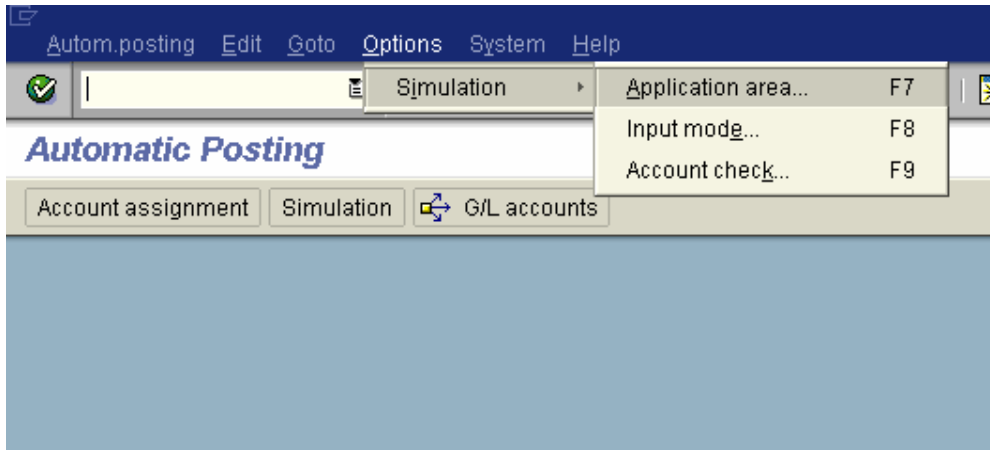 Autom.posting Edit Goto Options System Help
Simulation Application area... F7
Input mode... F8
Account check... F9
Automatic Posting
Account assignment Simulation G/L accounts